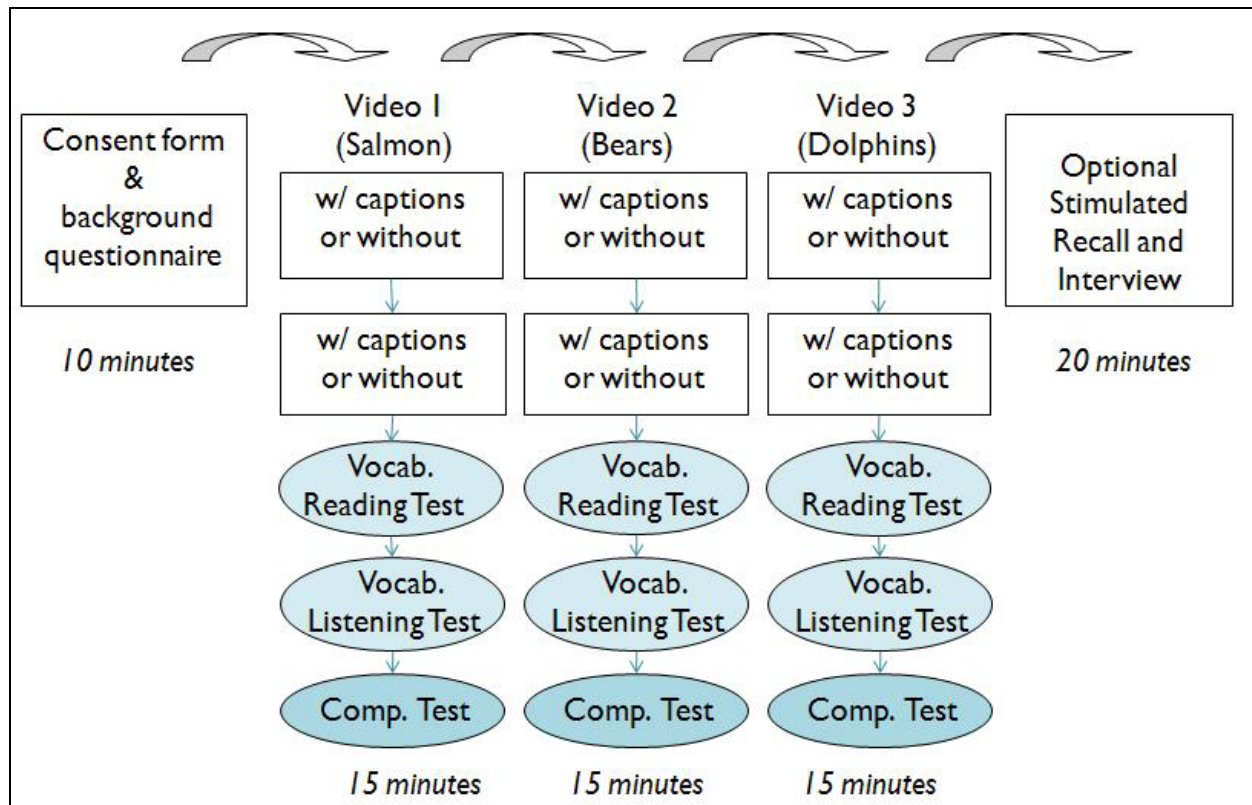 Consent form
&
background
questionnaire
10 minutes
Video 1
(Salmon)
w/ captions
or without
w/ captions
or without
Vocab.
Reading Test
Vocab.
Listening Test
Comp. Test
15 minutes
Video 2
(Bears)
w/ captions
or without
w/ captions
or without
Vocab.
Reading Test
Vocab.
Listening Test
Comp. Test
15 minutes
Video 3
(Dolphins)
w/ captions
or without
w/ captions
or without
Vocab.
Reading Test
Vocab.
Listening Test
Comp. Test
15 minutes
Optional
Stimulated
Recall and
Interview
20 minutes